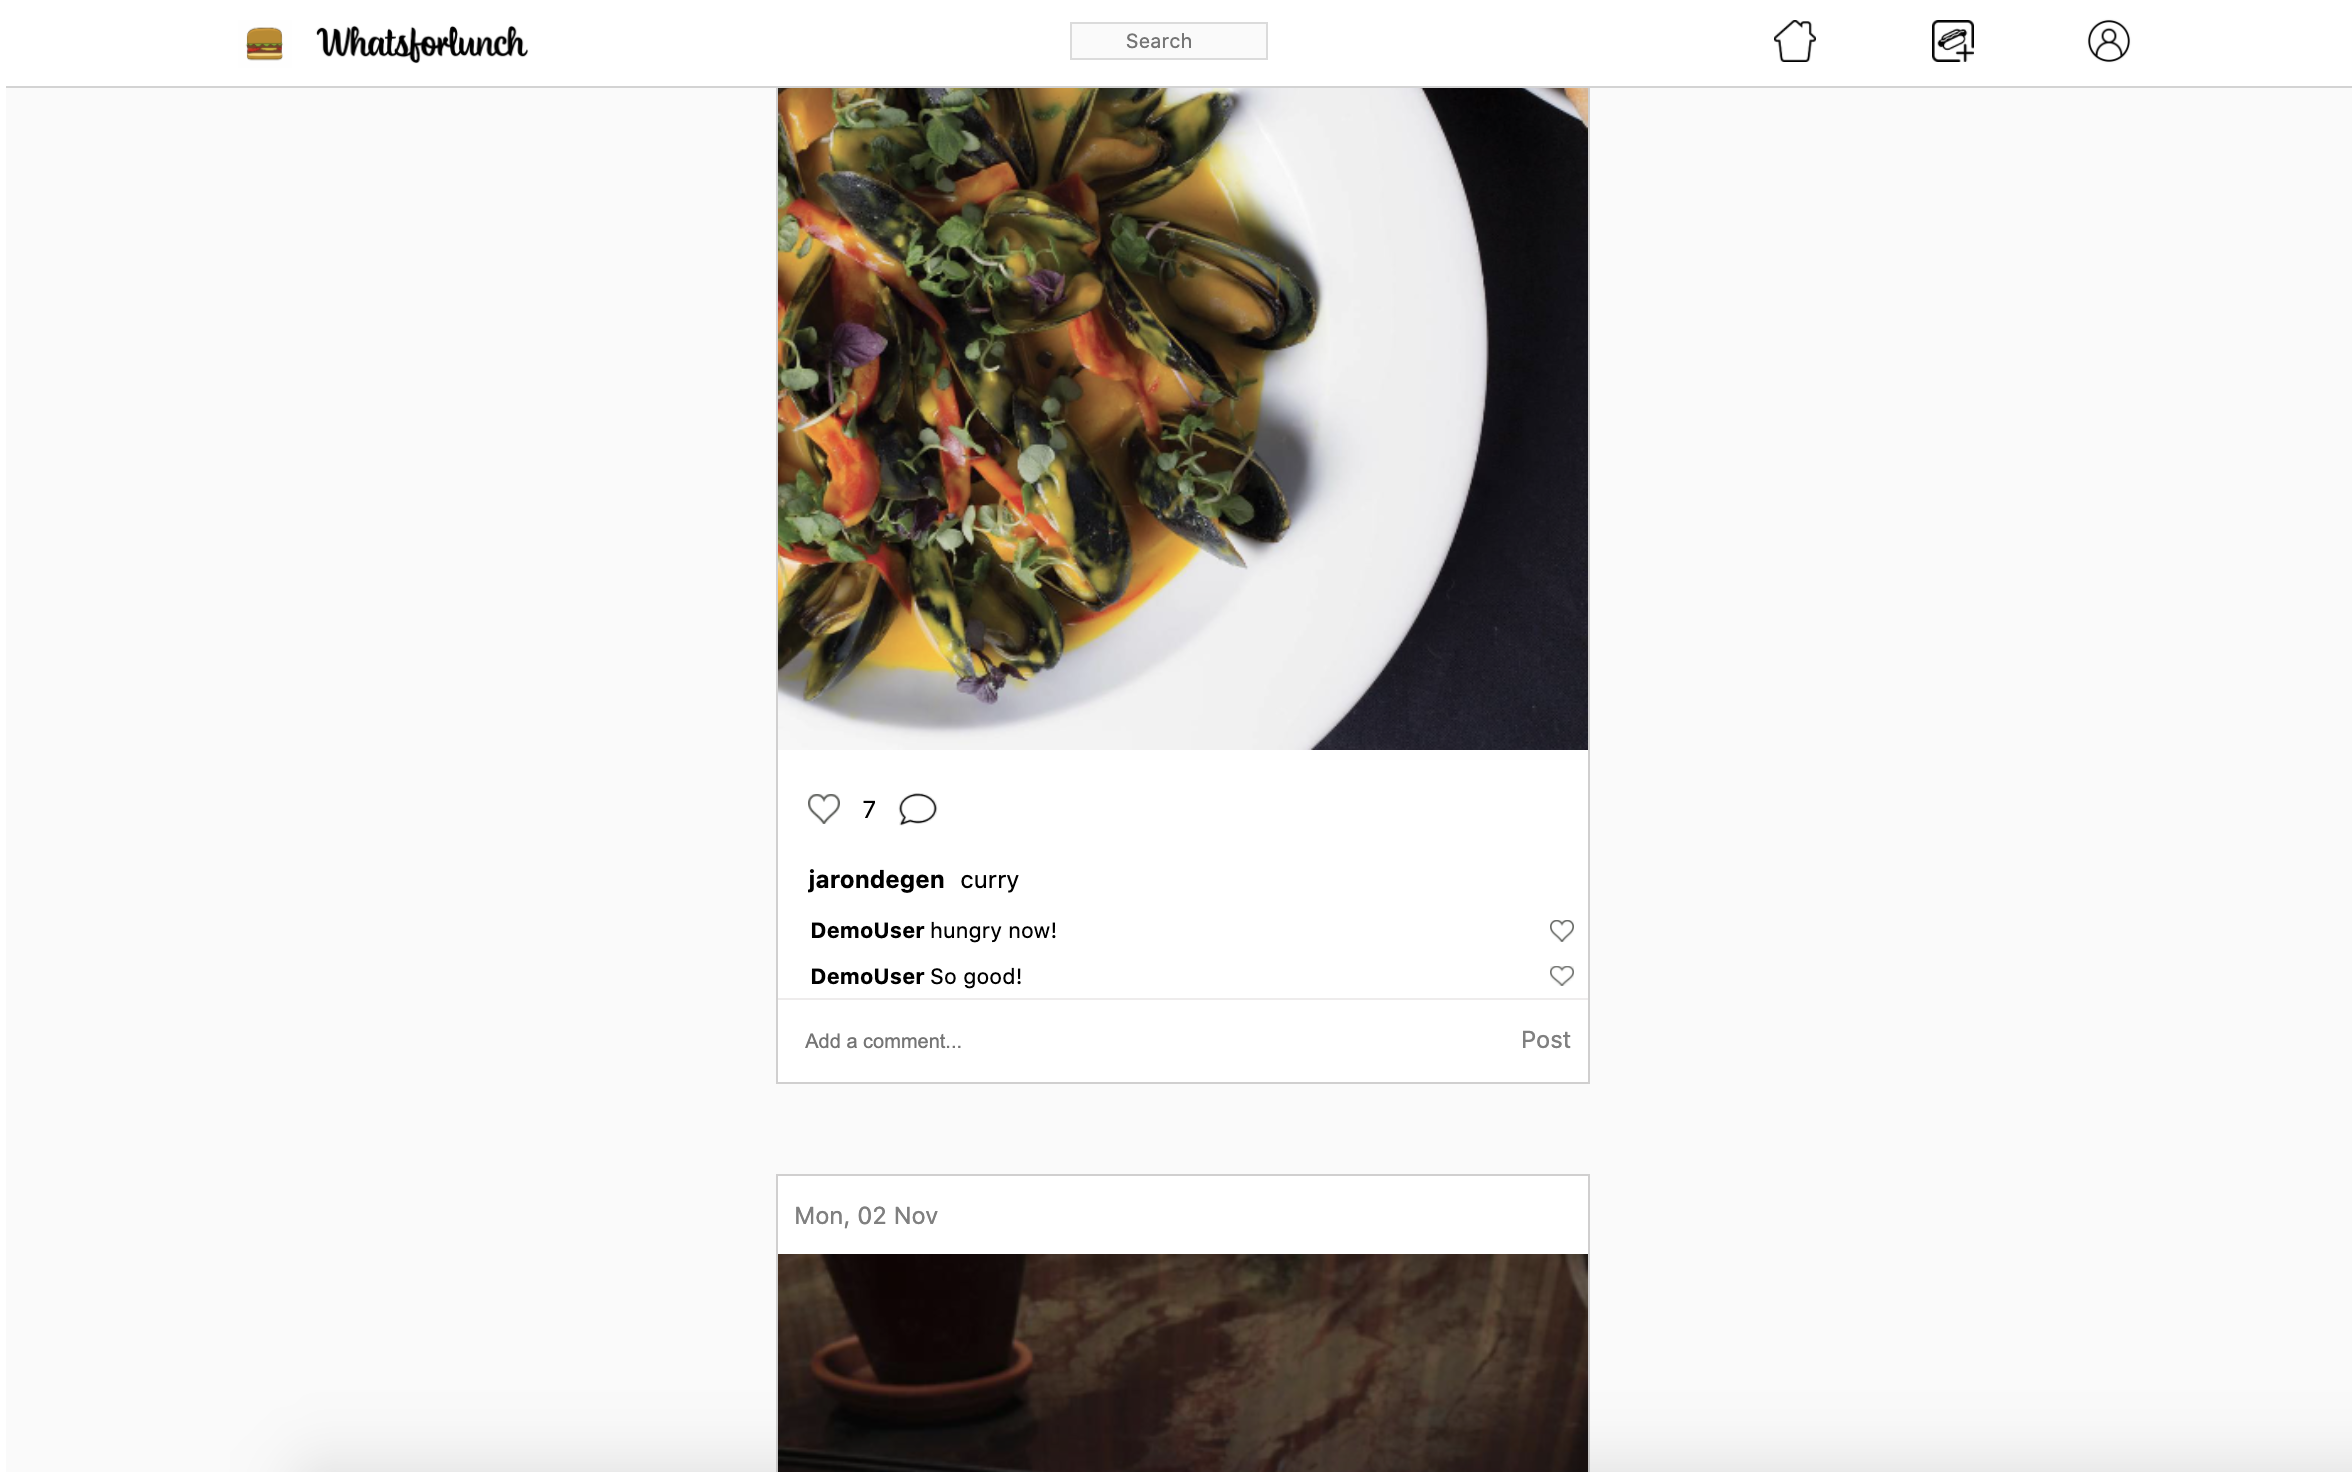 Whatsforlunch
Search
7
jarondegen curry
DemoUser hungry now!
DemoUser So good!
Add a comment...
Post
Mon, 02 Nov